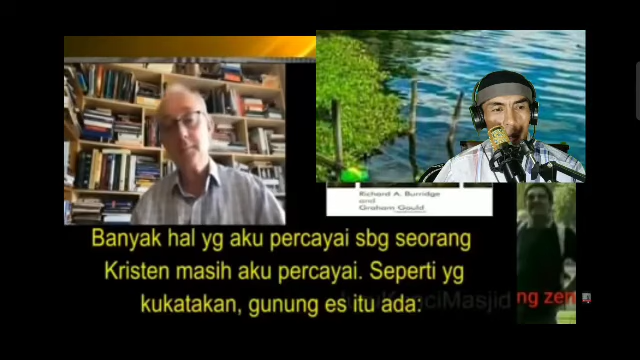 Richard A. Burridge
and
Graham Gould
Banyak hal yg aku percayai sbg seorang
Kristen masih aku percayai. Seperti yg
kukatakan, gunung es itu ada:
Masjid
ng zen